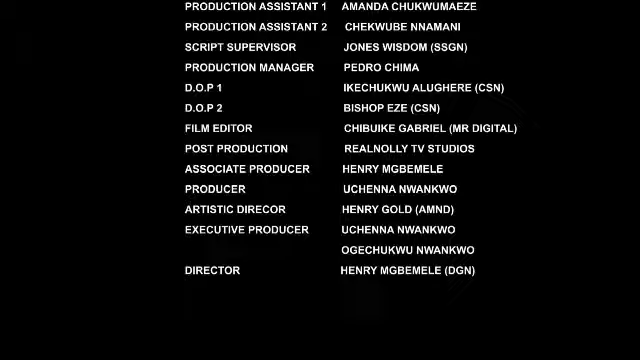 PRODUCTION ASSISTANT 1 AMANDA CHUKWUMAEZE
PRODUCTION ASSISTANT 2 CHEKWUBE NNAMANI
SCRIPT SUPERVISOR JONES WISDOM (SSGN)
PRODUCTION MANAGER PEDRO CHIMA
D.O.P 1 IKECHUKWU ALUGHERE (CSN)
D.O.P 2 BISHOP EZE (CSN)
FILM EDITOR CHIBUIKE GABRIEL (MR DIGITAL)
POST PRODUCTION REALNOLLY TV STUDIOS
ASSOCIATE PRODUCER HENRY MGBEMELE
PRODUCER UCHENNA NWANKWO
ARTISTIC DIRECOR HENRY GOLD (AMND)
EXECUTIVE PRODUCER UCHENNA NWANKWO
OGECHUKWU NWANKWO
DIRECTOR HENRY MGBEMELE (DGN)